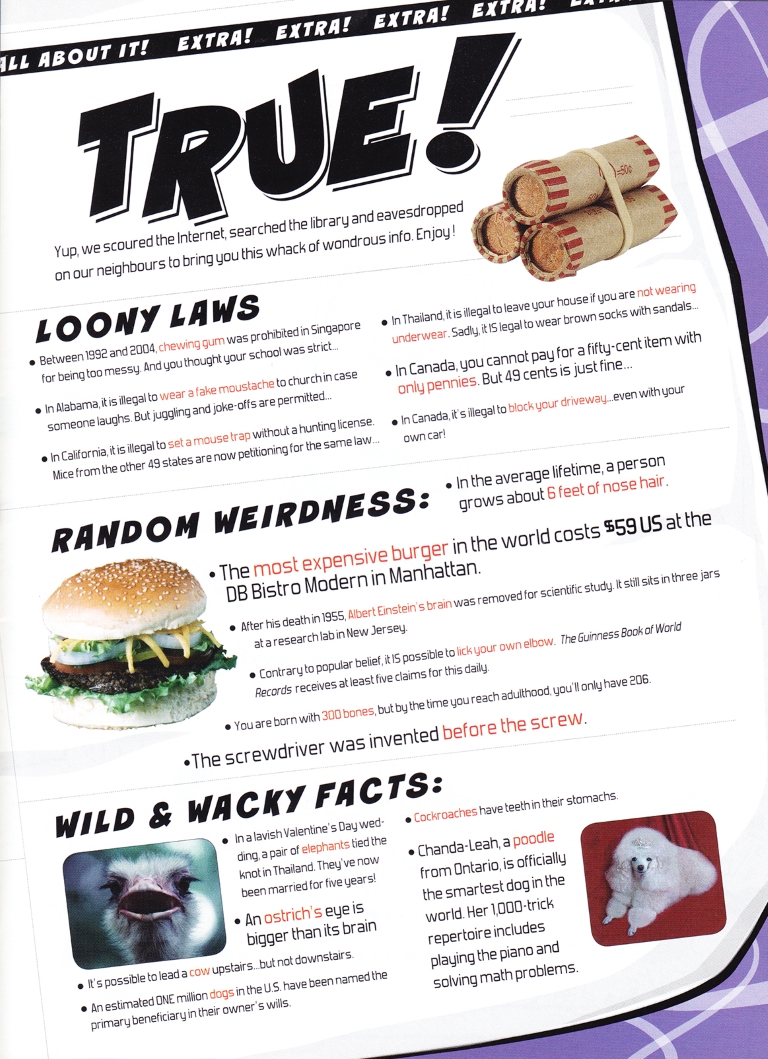 ALL ABOUT IT! EXTRA! EXTRA! EXTRA! EXTRA!
TRUE!
Yup, we scoured the Internet, searched the library and eavesdropped
on our neighbours to bring you this whack of wondrous info. Enjoy!
=50¢
LOONY LAWS
• Between 1992 and 2004, chewing gum was prohibited in Singapore
for being too messy. And you thought your school was strict...
• In Alabama, it is illegal to wear a fake moustache to church in case
someone laughs. But juggling and joke-offs are permitted...
• In California, it is illegal to set a mouse trap without a hunting license.
Mice from the other 49 states are now petitioning for the same law...
• In Thailand, it is illegal to leave your house if you are not wearing
underwear. Sadly, it IS legal to wear brown socks with sandals...
• In Canada, you cannot pay for a fifty-cent item with
only pennies. But 49 cents is just fine...
• In Canada, it's illegal to block your driveway...even with your
own car!
RANDOM WEIRDNESS:
• In the average lifetime, a person
grows about 6 feet of nose hair.
• The most expensive burger in the world costs $59 US at the
DB Bistro Modern in Manhattan.
• After his death in 1955, Albert Einstein's brain was removed for scientific study. It still sits in three jars
at a research lab in New Jersey.
• Contrary to popular belief, it IS possible to lick your own elbow. The Guinness Book of World
Records receives at least five claims for this daily.
• You are born with 300 bones, but by the time you reach adulthood, you'll only have 206.
• The screwdriver was invented before the screw.
WILD & WACKY FACTS:
• In a lavish Valentine's Day wed-
ding, a pair of elephants tied the
knot in Thailand. They've now
been married for five years!
• An ostrich's eye is
bigger than its brain
• It's possible to lead a cow upstairs...but not downstairs.
• An estimated ONE million dogs in the U.S. have been named the
primary beneficiary in their owner's wills.
• Cockroaches have teeth in their stomachs.
• Chanda-Leah, a poodle
from Ontario, is officially
the smartest dog in the
world. Her 1,000-trick
repertoire includes
playing the piano and
solving math problems.